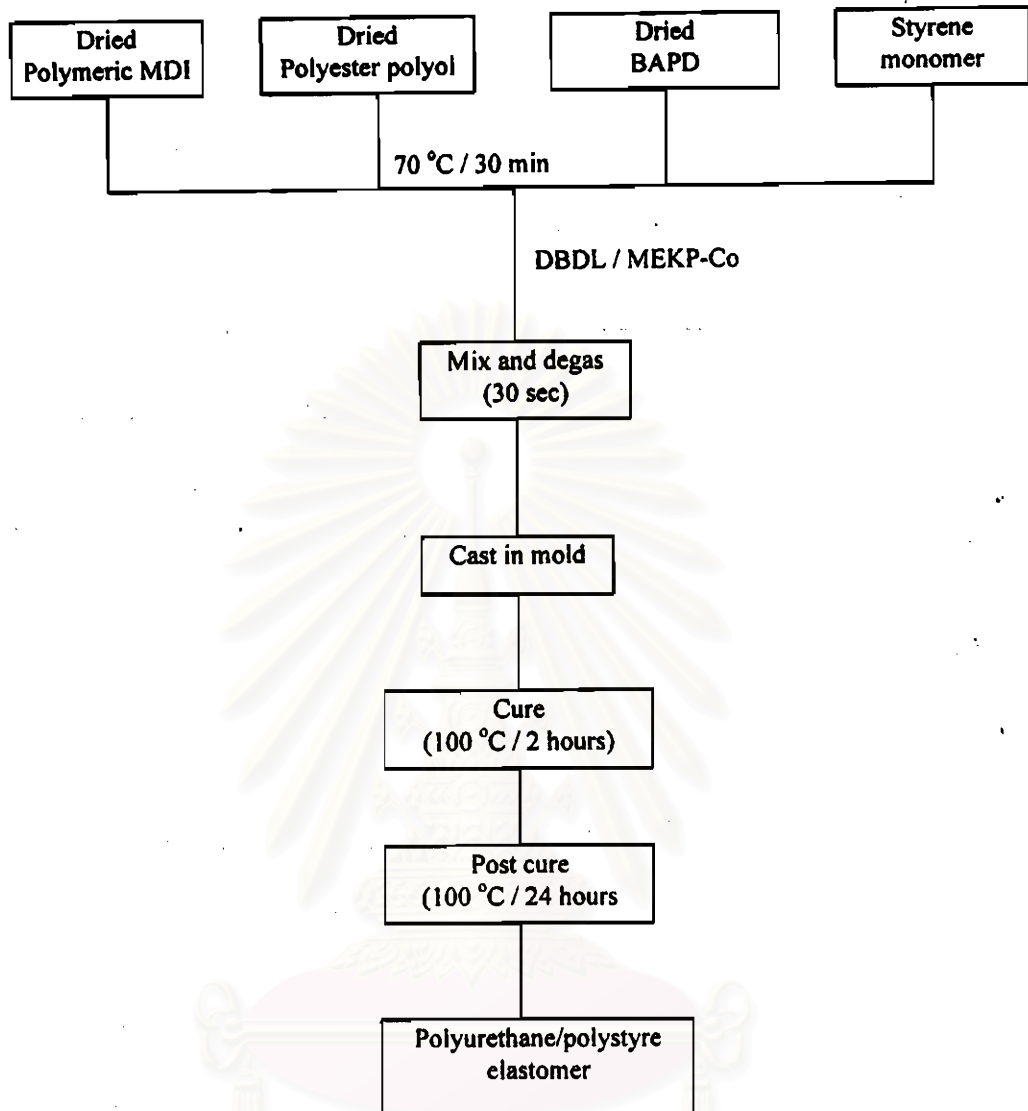 Dried
Polymeric MDI
Dried
Polyester polyol
Dried
BAPD
Styrene
monomer
70 °C / 30 min
DBDL / MEKP-Co
Mix and degas
(30 sec)
Cast in mold
Cure
(100 °C / 2 hours)
Post cure
(100 °C / 24 hours
Polyurethane/polystyre
elastomer